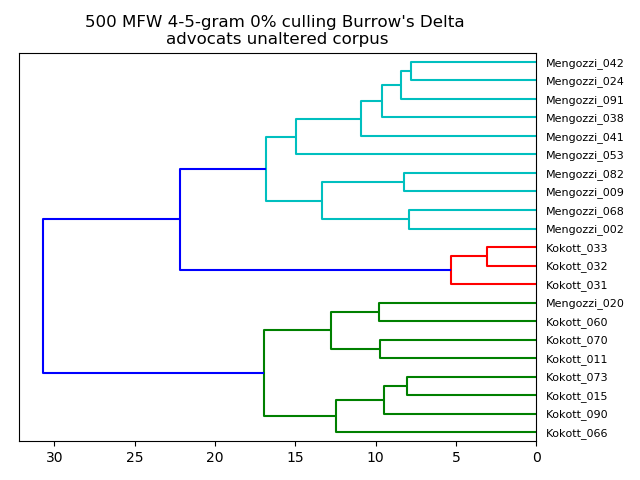 500 MFW 4-5-gram 0% culling Burrow's Delta
advocats unaltered corpus
Mengozzi_042
Mengozzi_024
Mengozzi_091
Mengozzi_038
Mengozzi_041
Mengozzi_053
Mengozzi_082
Mengozzi_009
Mengozzi_068
Mengozzi_002
Kokott_033
Kokott_032
Kokott_031
Mengozzi_020
Kokott_060
Kokott_070
Kokott_011
Kokott_073
Kokott_015
Kokott_090
Kokott_066
30 25 20 15 10 5 0